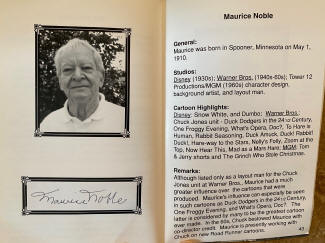 Maurice Noble
Maurice Noble
General:
Maurice was born in Spooner, Minnesota on May 1,
1910.
Studios:
Disney (1930s); Warner Bros. (1940s-60s); Tower 12
Productions/MGM (1960s) character design,
background artist, and layout man.
Cartoon Highlights:
Disney: Snow White, and Dumbo; Warner Bros.:
Chuck Jones unit - Duck Dodgers in the 24½ Century,
One Froggy Evening, What's Opera, Doc?, To Hare is
Human, Rabbit Seasoning, Duck Amuck, Duck! Rabbit!
Duck!, Hare-way to the Stars, Nelly's Folly, Zoom at the
Top, Now Hear This, Mad as a Mars Hare; MGM: Tom
& Jerry shorts and The Grinch Who Stole Christmas.
Remarks:
Although listed only as a layout man for the Chuck
Jones unit at Warner Bros., Maurice had a much
greater influence over the cartoons that were
produced. Maurice's influence can especially be seen
in such cartoons as Duck Dodgers in the 24½ Century,
One Froggy Evening, and What's Opera, Doc?. The
latter is considered by many to be the greatest cartoon
ever made. In the 60s, Chuck bestowed Maurice with
co-director credit. Maurice is presently working with
Chuck on new Road Runner cartoons.
43